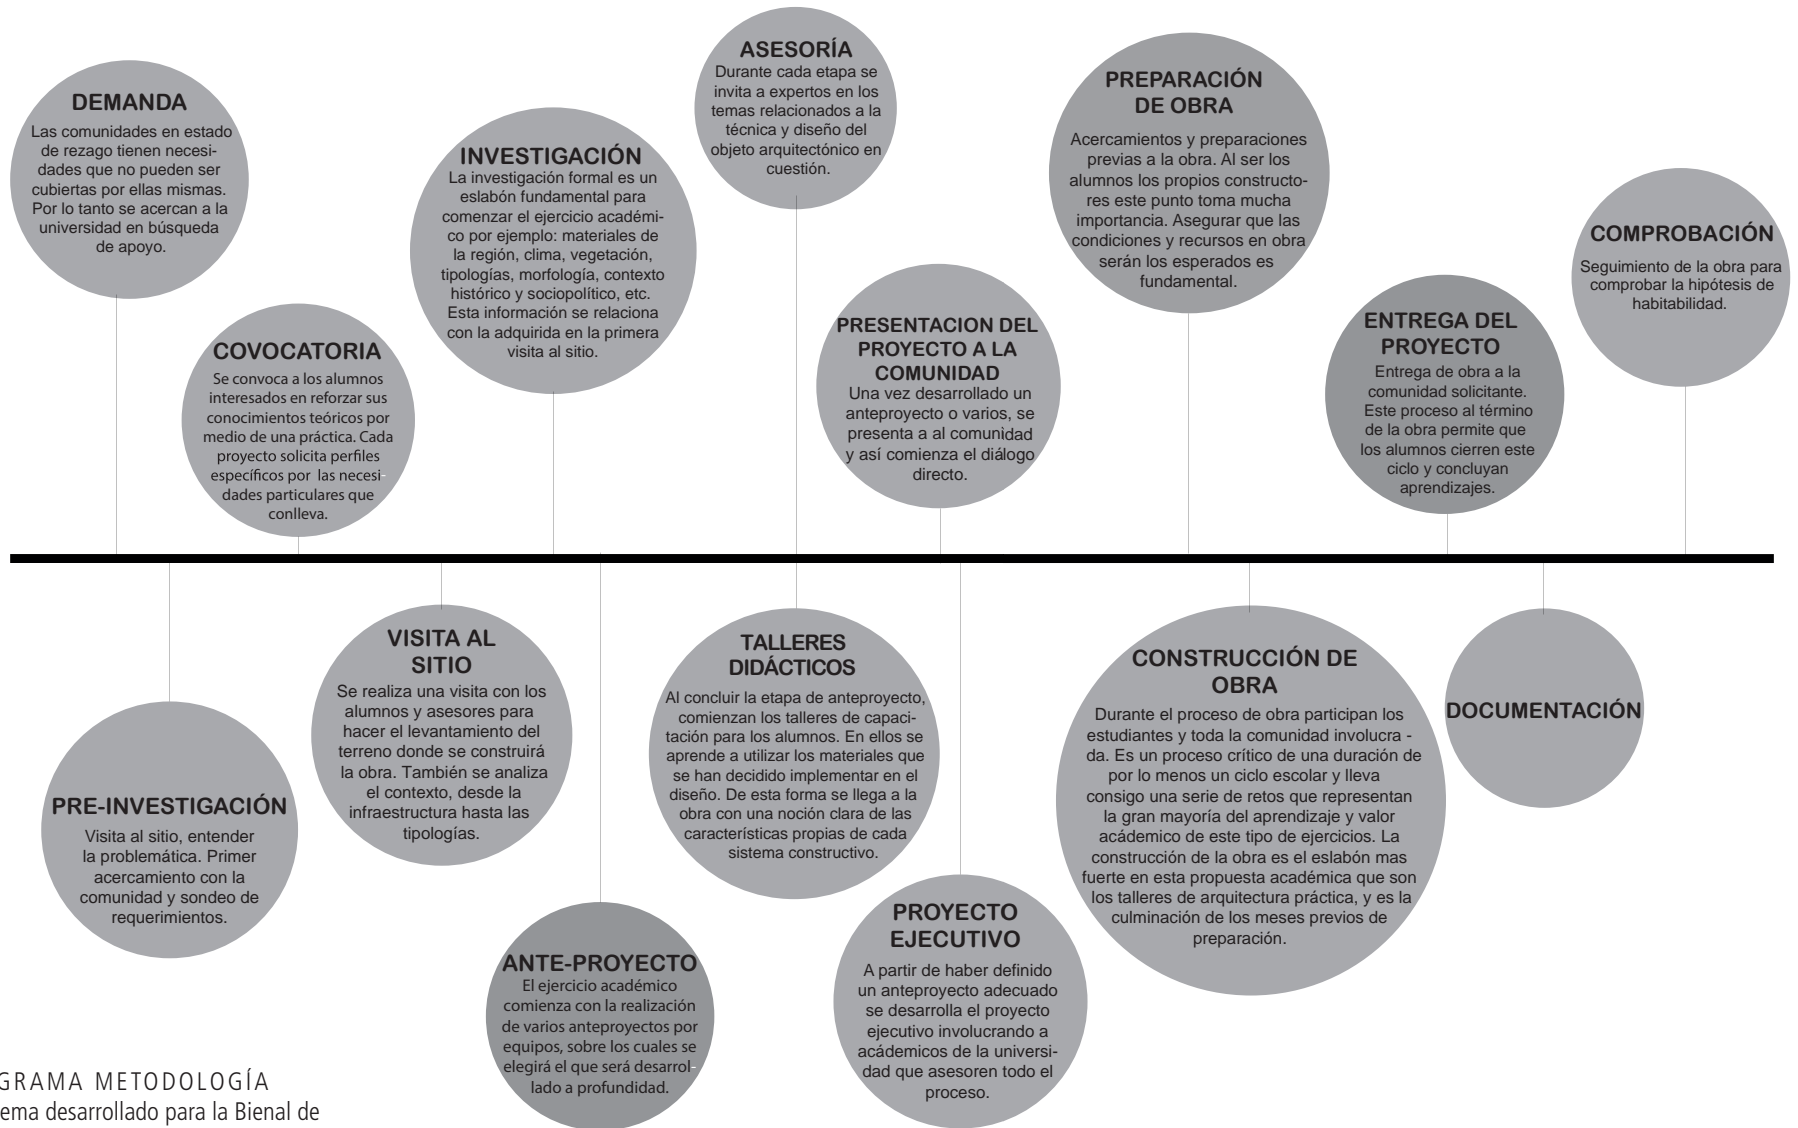 DEMANDA
Las comunidades en estado
de rezago tienen necesi-
dades que no pueden ser
cubiertas por ellas mismas.
Por lo tanto se acercan a la
universidad en búsqueda
de apoyo.
COVOCATORIA
Se convoca a los alumnos
interesados en reforzar sus
conocimientos teóricos por
medio de una práctica. Cada
proyecto solicita perfiles
específicos por las necesi-
dades particulares que
conlleva.
INVESTIGACIÓN
La investigación formal es un
eslabón fundamental para
comenzar el ejercicio académi-
co por ejemplo: materiales de
la región, clima, vegetación,
tipologías, morfología, contexto
histórico y sociopolítico, etc.
Esta información se relaciona
con la adquirida en la primera
visita al sitio.
ASESORÍA
Durante cada etapa se
invita a expertos en los
temas relacionados a la
técnica y diseño del
objeto arquitectónico en
cuestión.
PRESENTACION DEL
PROYECTO A LA
COMUNIDAD
Una vez desarrollado un
anteproyecto o varios, se
presenta a al comunidad
y así comienza el diálogo
directo.
PREPARACIÓN
DE OBRA
Acercamientos y preparaciones
previas a la obra. Al ser los
alumnos los propios constructo-
res este punto toma mucha
importancia. Asegurar que las
condiciones y recursos en obra
serán los esperados es
fundamental.
ENTREGA DEL
PROYECTO
Entrega de obra a la
comunidad solicitante.
Este proceso al término
de la obra permite que
los alumnos cierren este
ciclo y concluyan
aprendizajes.
COMPROBACIÓN
Seguimiento de la obra para
comprobar la hipótesis de
habitabilidad.
PRE-INVESTIGACIÓN
Visita al sitio, entender
la problemática. Primer
acercamiento con la
comunidad y sondeo de
requerimientos.
VISITA AL
SITIO
Se realiza una visita con los
alumnos y asesores para
hacer el levantamiento del
terreno donde se construirá
la obra. También se analiza
el contexto, desde la
infraestructura hasta las
tipologías.
ANTE-PROYECTO
El ejercicio académico
comienza con la realización
de varios anteproyectos por
equipos, sobre los cuales se
elegirá el que será desarrol-
lado a profundidad.
TALLERES
DIDÁCTICOS
Al concluir la etapa de anteproyecto,
comienzan los talleres de capaci-
tación para los alumnos. En ellos se
aprende a utilizar los materiales que
se han decidido implementar en el
diseño. De esta forma se llega a la
obra con una noción clara de las
características propias de cada
sistema constructivo.
PROYECTO
EJECUTIVO
A partir de haber definido
un anteproyecto adecuado
se desarrolla el proyecto
ejecutivo involucrando a
acádemicos de la universi-
dad que asesoren todo el
proceso.
CONSTRUCCIÓN DE
OBRA
Durante el proceso de obra participan los
estudiantes y toda la comunidad involucra -
da. Es un proceso crítico de una duración de
por lo menos un ciclo escolar y lleva
consigo una serie de retos que representan
la gran mayoría del aprendizaje y valor
acádemico de este tipo de ejercicios. La
construcción de la obra es el eslabón mas
fuerte en esta propuesta académica que son
los talleres de arquitectura práctica, y es la
culminación de los meses previos de
preparación.
DOCUMENTACIÓN
GRAMA METODOLOGÍA
ema desarrollado para la Bienal de